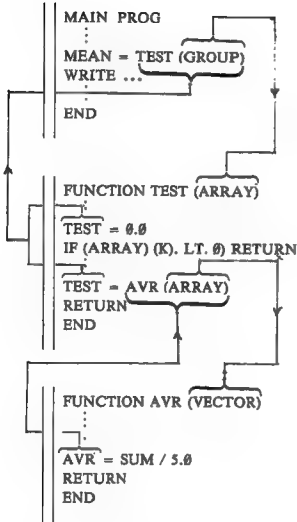 MAIN PROG
MEAN = TEST (GROUP)
WRITE ...
END
FUNCTION TEST (ARRAY)
TEST = 0.0
IF (ARRAY) (K). LT. 0) RETURN
TEST = AVR (ARRAY)
RETURN
END
FUNCTION AVR (VECTOR)
AVR = SUM / 5.0
RETURN
END